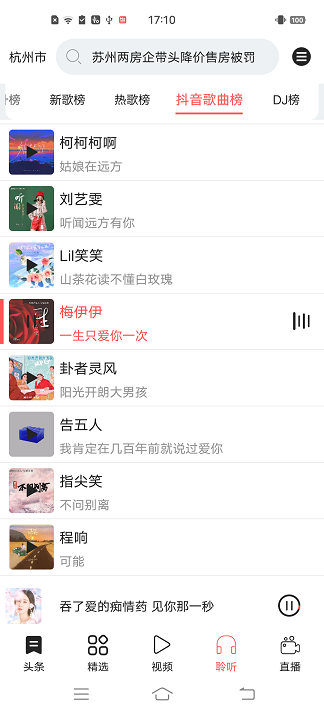 17:10
100
杭州市
苏州两房企带头降价售房被罚
卦榜
新歌榜
热歌榜
抖音歌曲榜
DJ榜
柯柯柯啊
姑娘在远方
刘艺雯
听闻远方有你
Lil笑笑
山茶花读不懂白玫瑰
梅伊伊
一生只爱你一次
卦者灵风
阳光开朗大男孩
告五人
我肯定在几百年前就说过爱你
指尖笑
不问别离
程响
可能
吞了爱的痴情药 见你那一秒
头条
精选
视频
聆听
直播